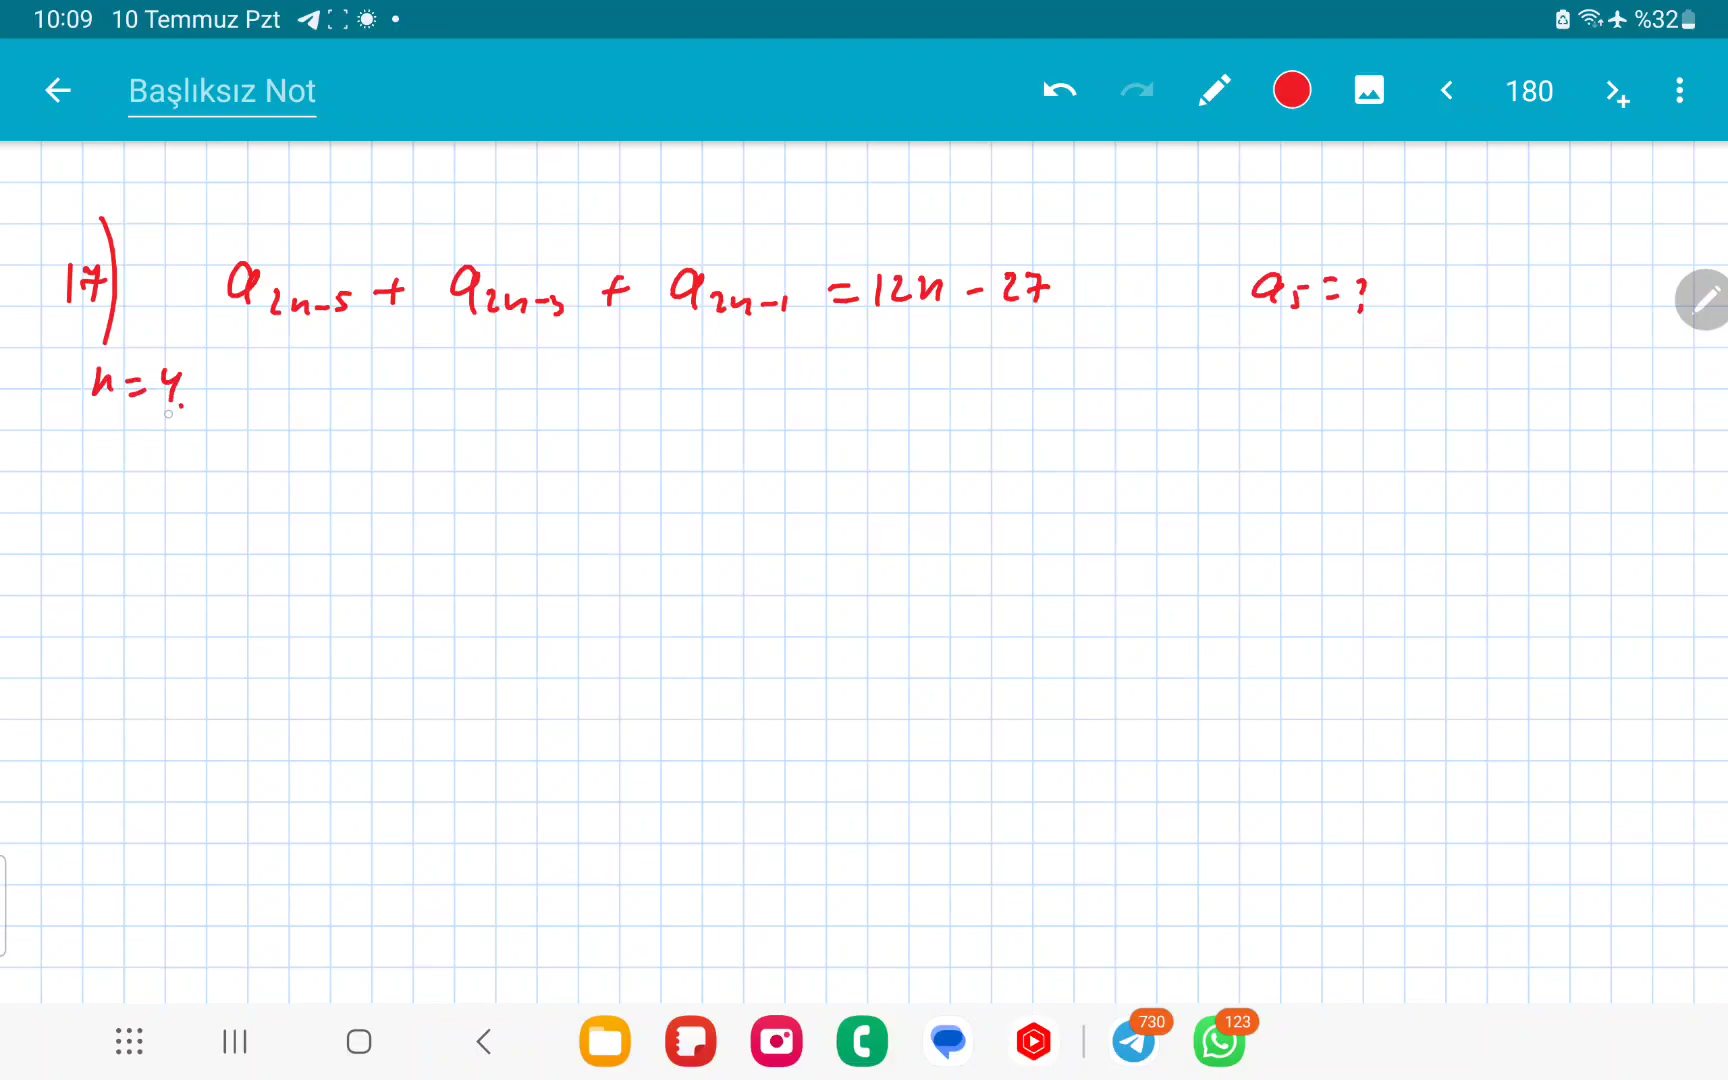 10:09 10 Temmuz Pzt %32
Başlıksız Not 180
17) a₂ₙ₋₅ + a₂ₙ₋₃ + a₂ₙ₋₁ = 12n - 27 a₅ = ?
n = 4
730 123